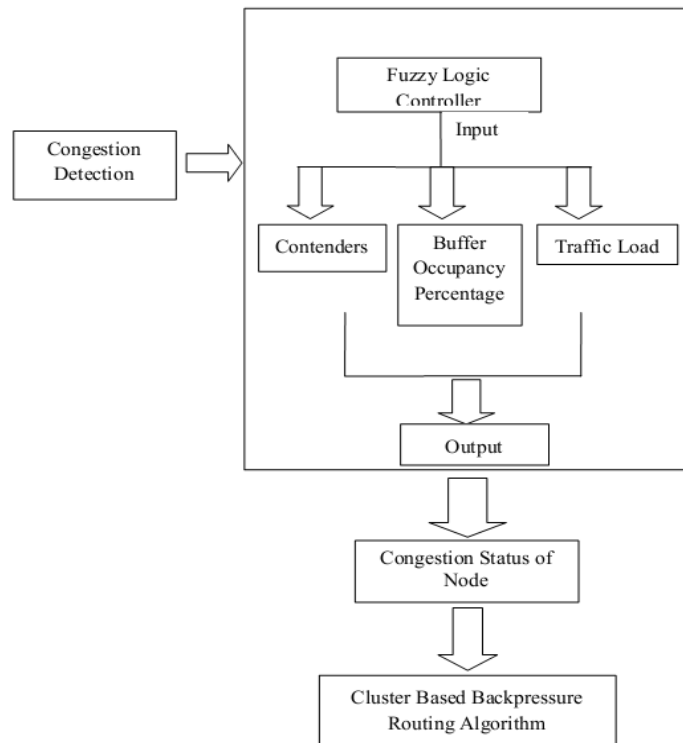 Fuzzy Logic
Controller
Input
Congestion
Detection
Contenders
Buffer
Occupancy
Percentage
Traffic Load
Output
Congestion Status of
Node
Cluster Based Backpressure
Routing Algorithm